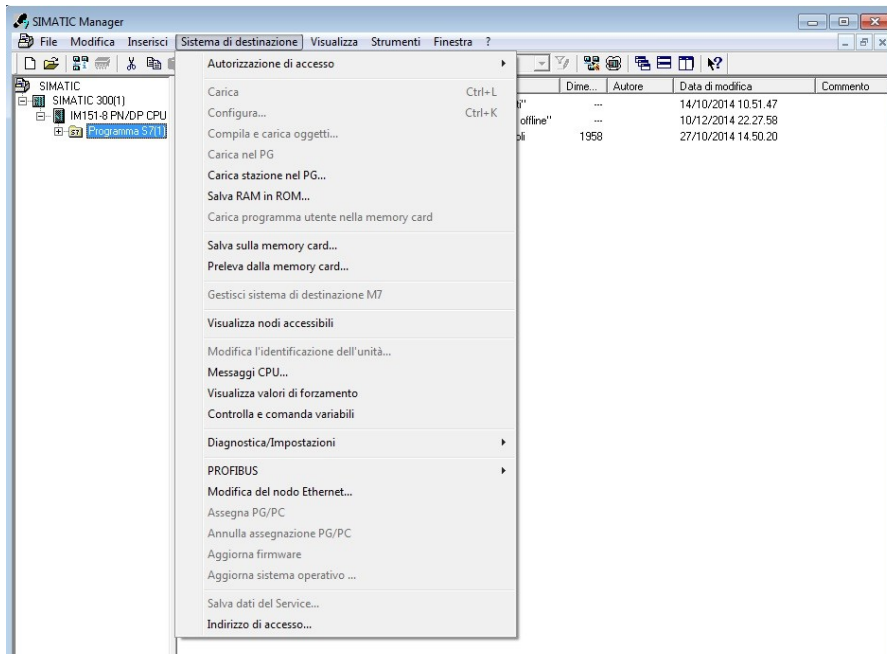 SIMATIC Manager
File Modifica Inserisci Sistema di destinazione Visualizza Strumenti Finestra ?
SIMATIC
SIMATIC 300(1)
IM151-8 PN/DP CPU
S7 Programma S7(1)
Autorizzazione di accesso
Carica Ctrl+L
Configura... Ctrl+K
Compila e carica oggetti...
Carica nel PG
Carica stazione nel PG...
Salva RAM in ROM...
Carica programma utente nella memory card
Salva sulla memory card...
Preleva dalla memory card...
Gestisci sistema di destinazione M7
Visualizza nodi accessibili
Modifica l'identificazione dell'unità...
Messaggi CPU...
Visualizza valori di forzamento
Controlla e comanda variabili
Diagnostica/Impostazioni
PROFIBUS
Modifica del nodo Ethernet...
Assegna PG/PC
Annulla assegnazione PG/PC
Aggiorna firmware
Aggiorna sistema operativo ...
Salva dati del Service...
Indirizzo di accesso...
Dime... Autore Data di modifica Commento
--- 14/10/2014 10.51.47
offline" --- 10/12/2014 22.27.58
1958 27/10/2014 14.50.20